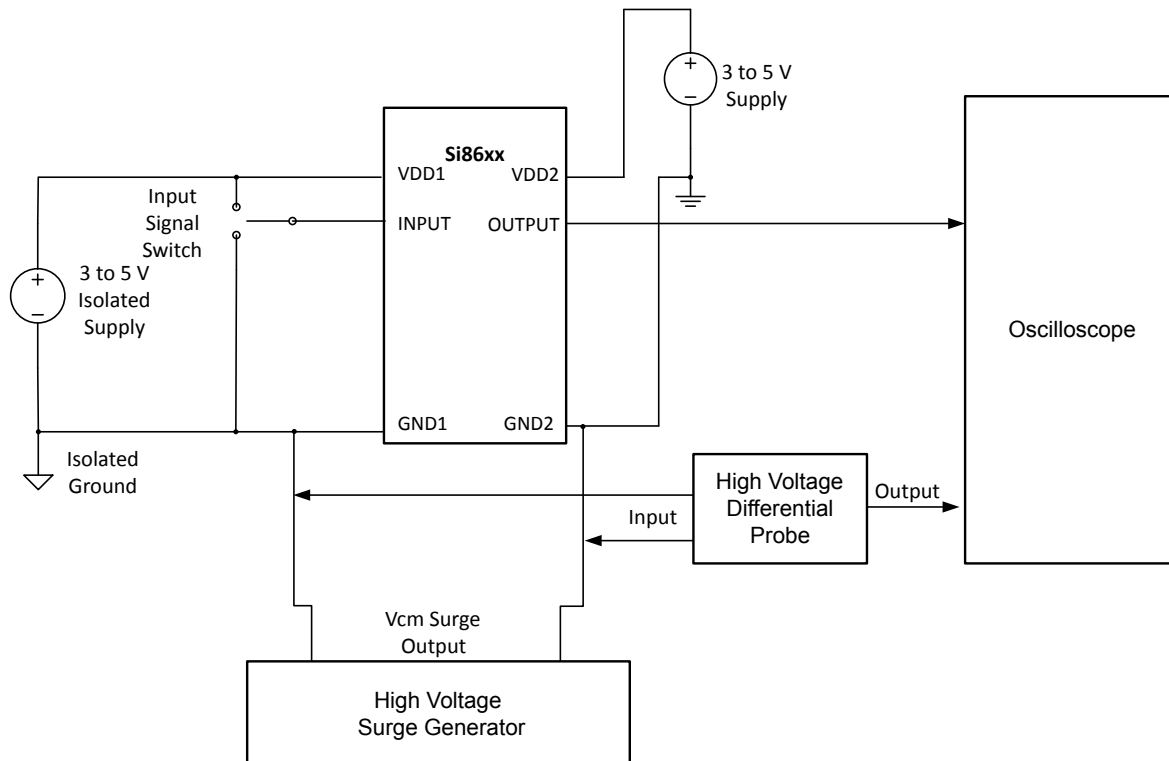 +
−
3 to 5 V
Supply
Si86xx
VDD1
VDD2
Input
Signal
Switch
INPUT
OUTPUT
+
−
3 to 5 V
Isolated
Supply
Oscilloscope
GND1
GND2
Isolated
Ground
High Voltage
Differential
Probe
Output
Input
Vcm Surge
Output
High Voltage
Surge Generator